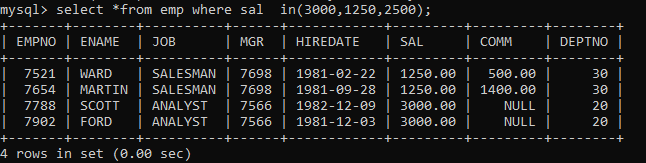 mysql> select *from emp where sal  in(3000,1250,2500);
+-------+--------+----------+------+------------+---------+---------+--------+
| EMPNO | ENAME  | JOB      | MGR  | HIREDATE   | SAL     | COMM    | DEPTNO |
+-------+--------+----------+------+------------+---------+---------+--------+
|  7521 | WARD   | SALESMAN | 7698 | 1981-02-22 | 1250.00 |  500.00 |     30 |
|  7654 | MARTIN | SALESMAN | 7698 | 1981-09-28 | 1250.00 | 1400.00 |     30 |
|  7788 | SCOTT  | ANALYST  | 7566 | 1982-12-09 | 3000.00 |    NULL |     20 |
|  7902 | FORD   | ANALYST  | 7566 | 1981-12-03 | 3000.00 |    NULL |     20 |
+-------+--------+----------+------+------------+---------+---------+--------+
4 rows in set (0.00 sec)